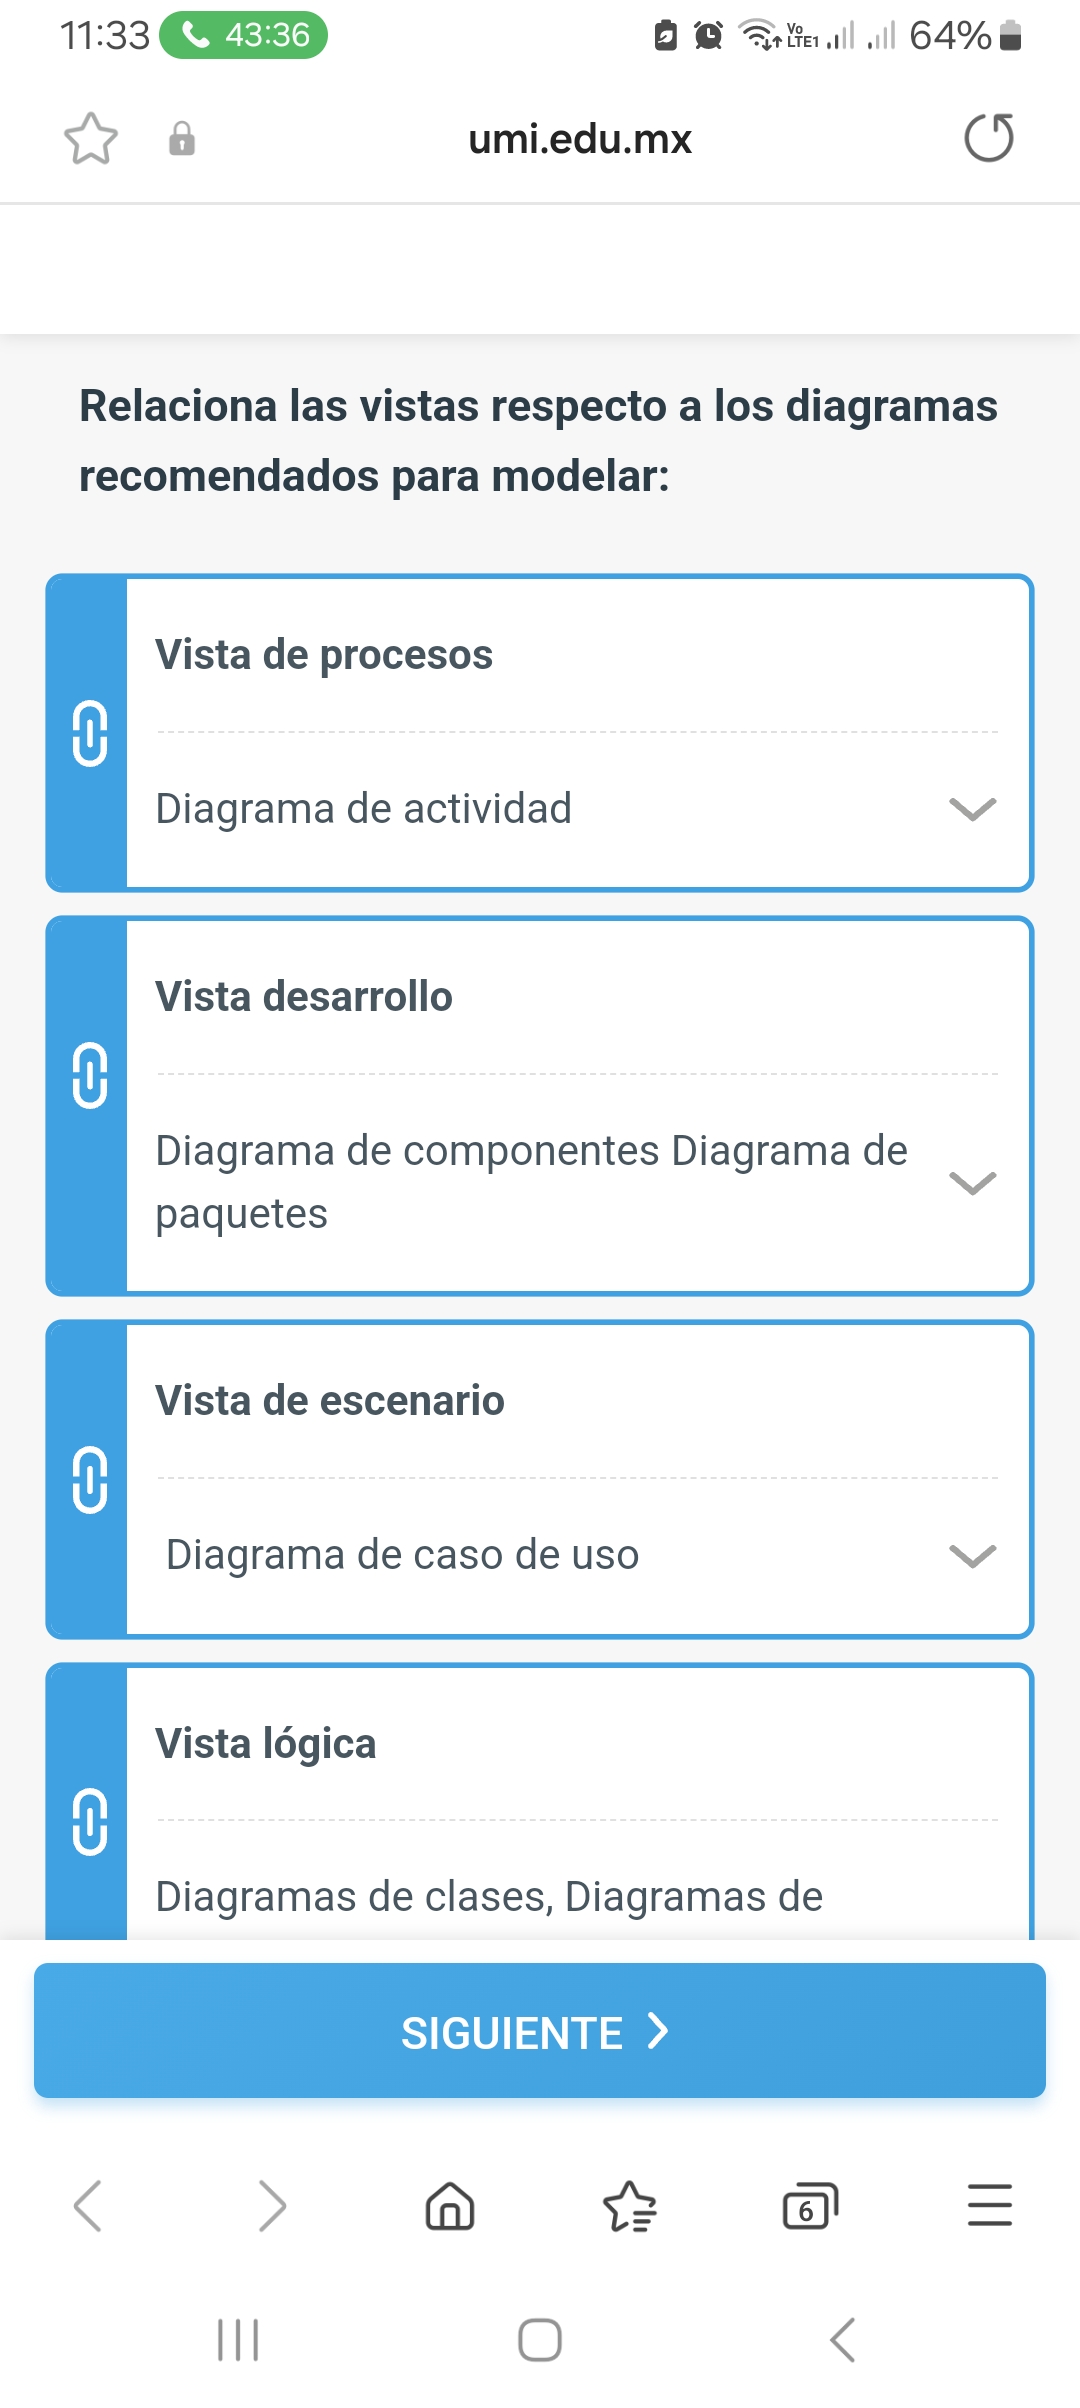 11:33 43:36 Vo LTE1 64%
umi.edu.mx
Relaciona las vistas respecto a los diagramas
recomendados para modelar:
Vista de procesos
Diagrama de actividad
Vista desarrollo
Diagrama de componentes Diagrama de
paquetes
Vista de escenario
Diagrama de caso de uso
Vista lógica
Diagramas de clases, Diagramas de
SIGUIENTE
6